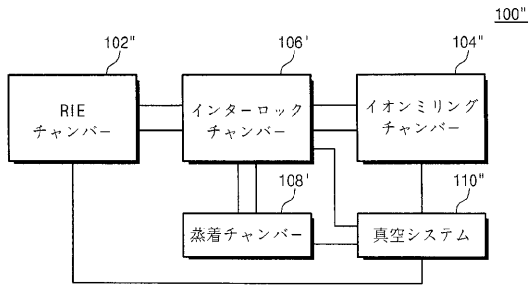 100"
102"
106'
104"
RIE
チャンバー
インターロック
チャンバー
イオンミリング
チャンバー
108'
110"
蒸着チャンバー
真空システム